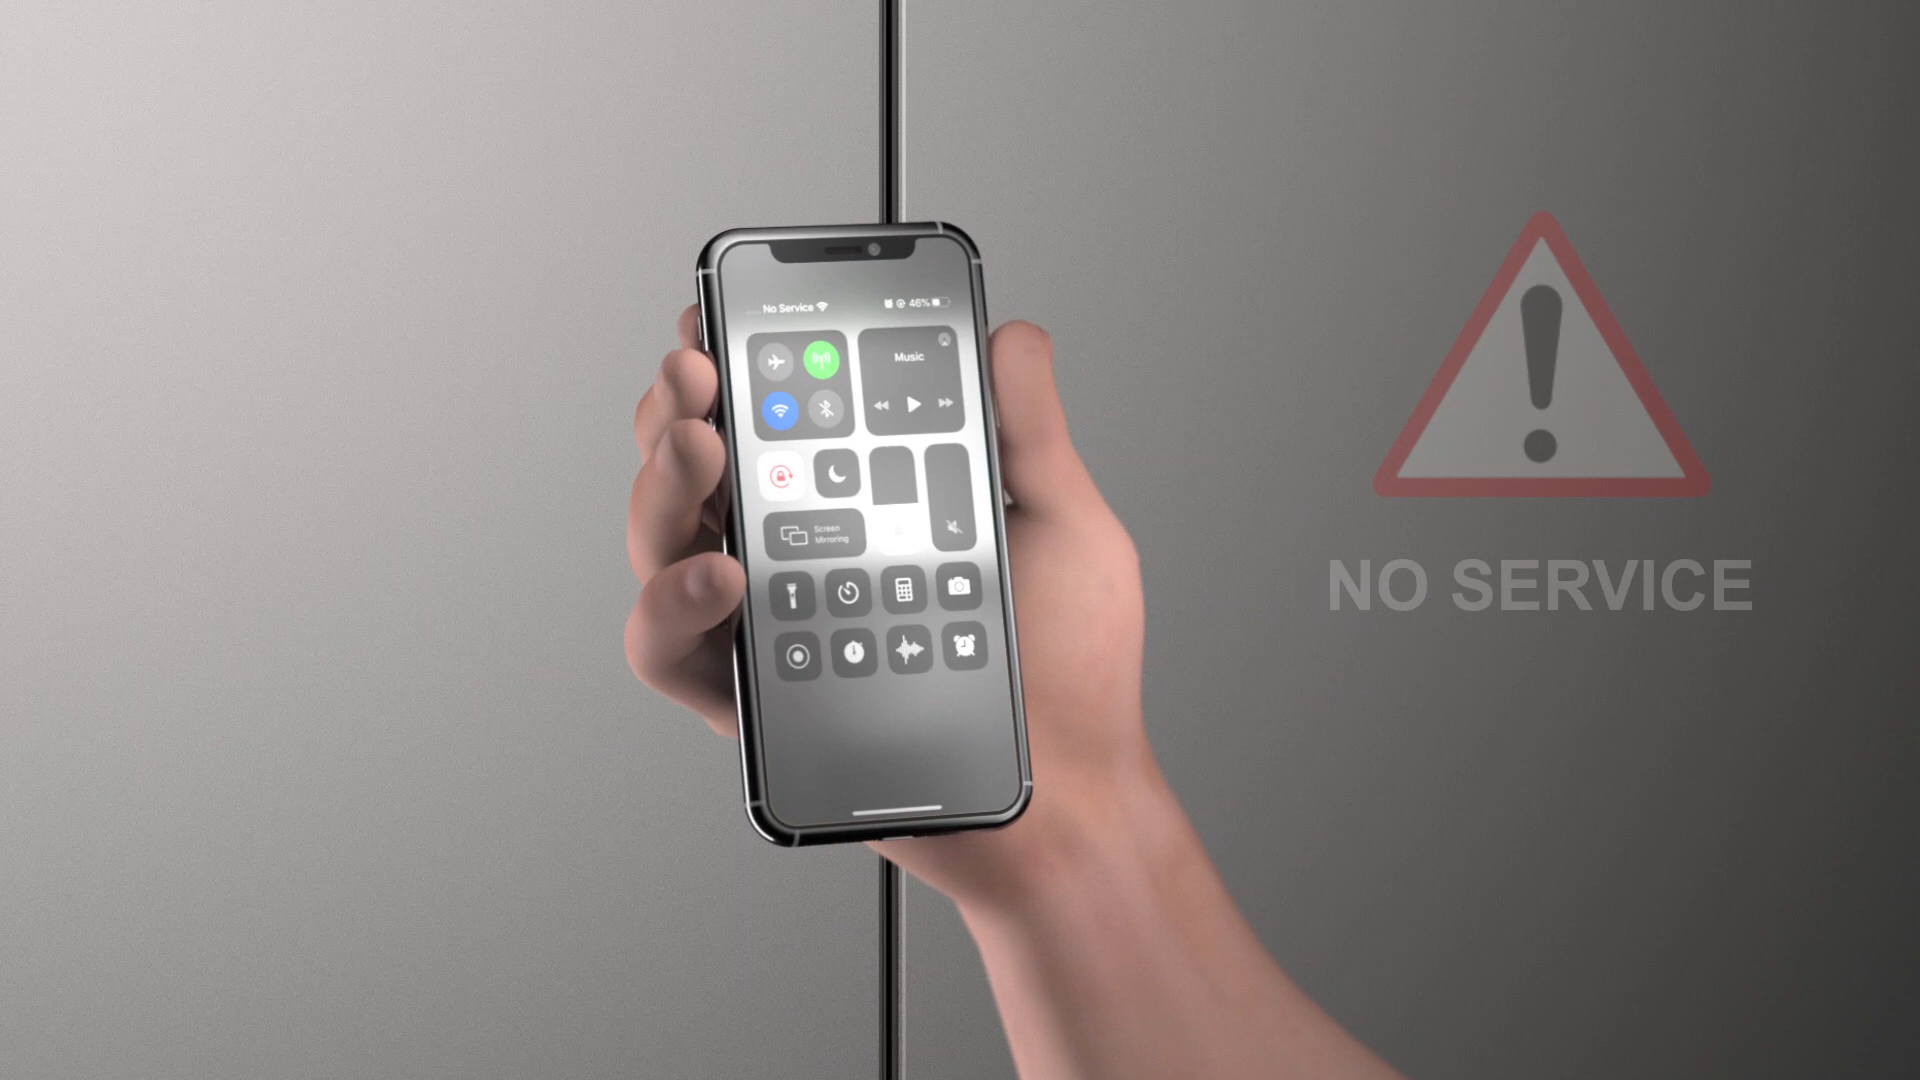 No Service 46%
Music
Screen
Mirroring
NO SERVICE